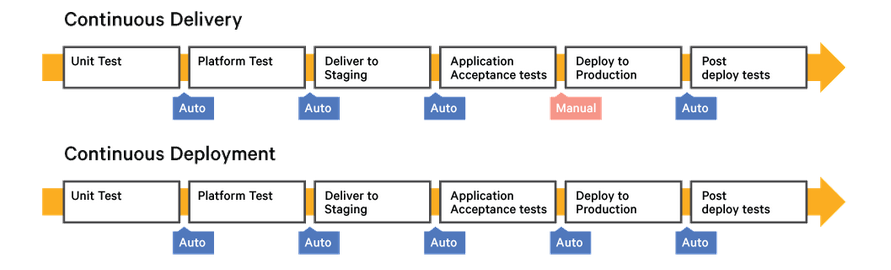 Continuous Delivery
Unit Test
Platform Test
Deliver to
Staging
Application
Acceptance tests
Deploy to
Production
Post
deploy tests
Auto
Auto
Auto
Manual
Auto
Continuous Deployment
Unit Test
Platform Test
Deliver to
Staging
Application
Acceptance tests
Deploy to
Production
Post
deploy tests
Auto
Auto
Auto
Auto
Auto